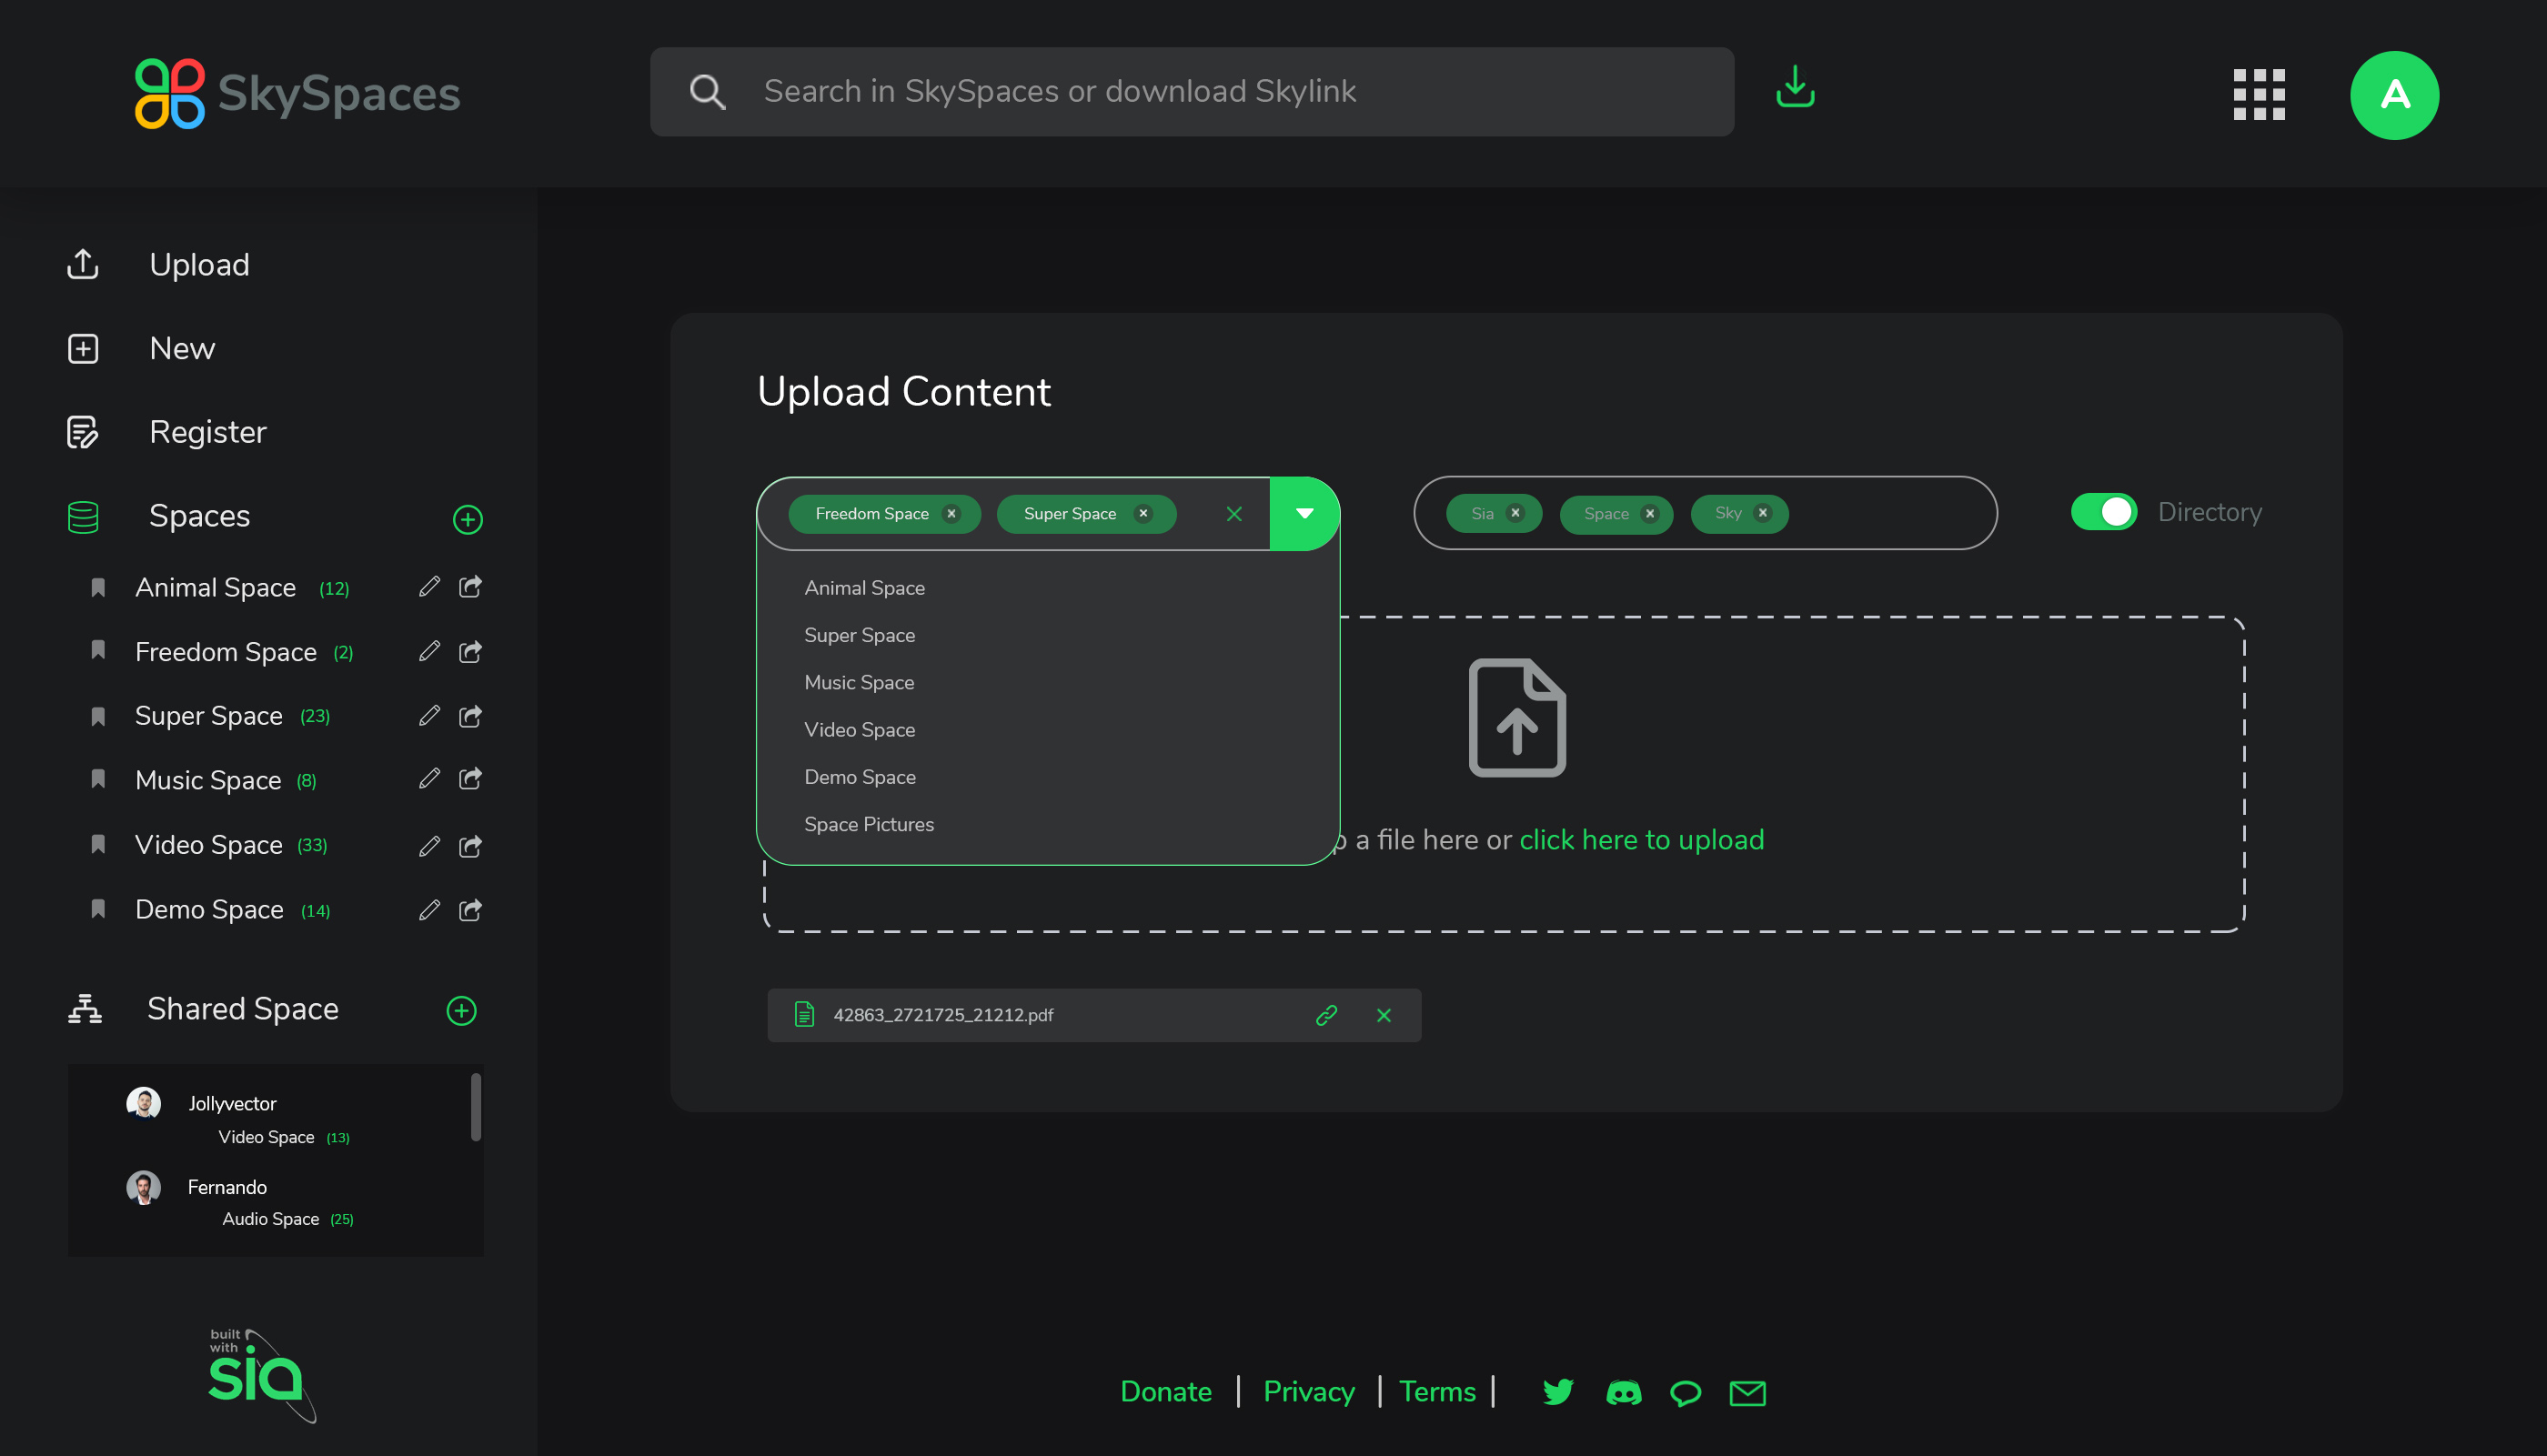 SkySpaces
Search in SkySpaces or download Skylink
A
Upload
New
Register
Spaces
Animal Space (12)
Freedom Space (2)
Super Space (23)
Music Space (8)
Video Space (33)
Demo Space (14)
Shared Space
Jollyvector
Video Space (13)
Fernando
Audio Space (25)
built
with
sia
Upload Content
Freedom Space Super Space
Sia Space Sky
Directory
Animal Space
Super Space
Music Space
Video Space
Demo Space
Space Pictures
a file here or click here to upload
42863_2721725_21212.pdf
Donate | Privacy | Terms |